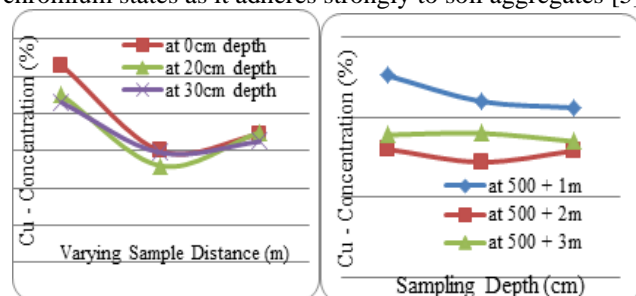 chromium states as it adheres strongly to soil aggregates [5]
Cu - Concentration (%)
at 0cm depth
at 20cm depth
at 30cm depth
Varying Sample Distance (m)
Cu - Concentration (%)
at 500 + 1m
at 500 + 2m
at 500 + 3m
Sampling Depth (cm)